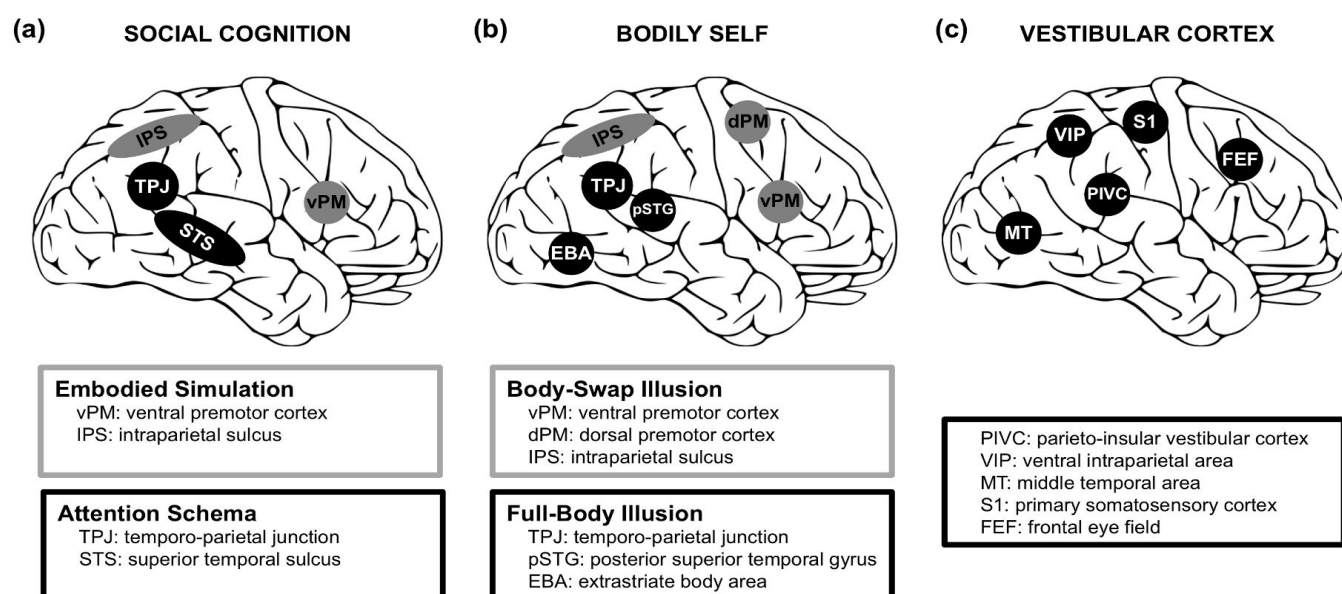 (a) SOCIAL COGNITION
IPS
TPJ
vPM
STS
Embodied Simulation
vPM: ventral premotor cortex
IPS: intraparietal sulcus
Attention Schema
TPJ: temporo-parietal junction
STS: superior temporal sulcus
(b) BODILY SELF
dPM
IPS
TPJ
pSTG
vPM
EBA
Body-Swap Illusion
vPM: ventral premotor cortex
dPM: dorsal premotor cortex
IPS: intraparietal sulcus
Full-Body Illusion
TPJ: temporo-parietal junction
pSTG: posterior superior temporal gyrus
EBA: extrastriate body area
(c) VESTIBULAR CORTEX
S1
VIP
FEF
PIVC
MT
PIVC: parieto-insular vestibular cortex
VIP: ventral intraparietal area
MT: middle temporal area
S1: primary somatosensory cortex
FEF: frontal eye field